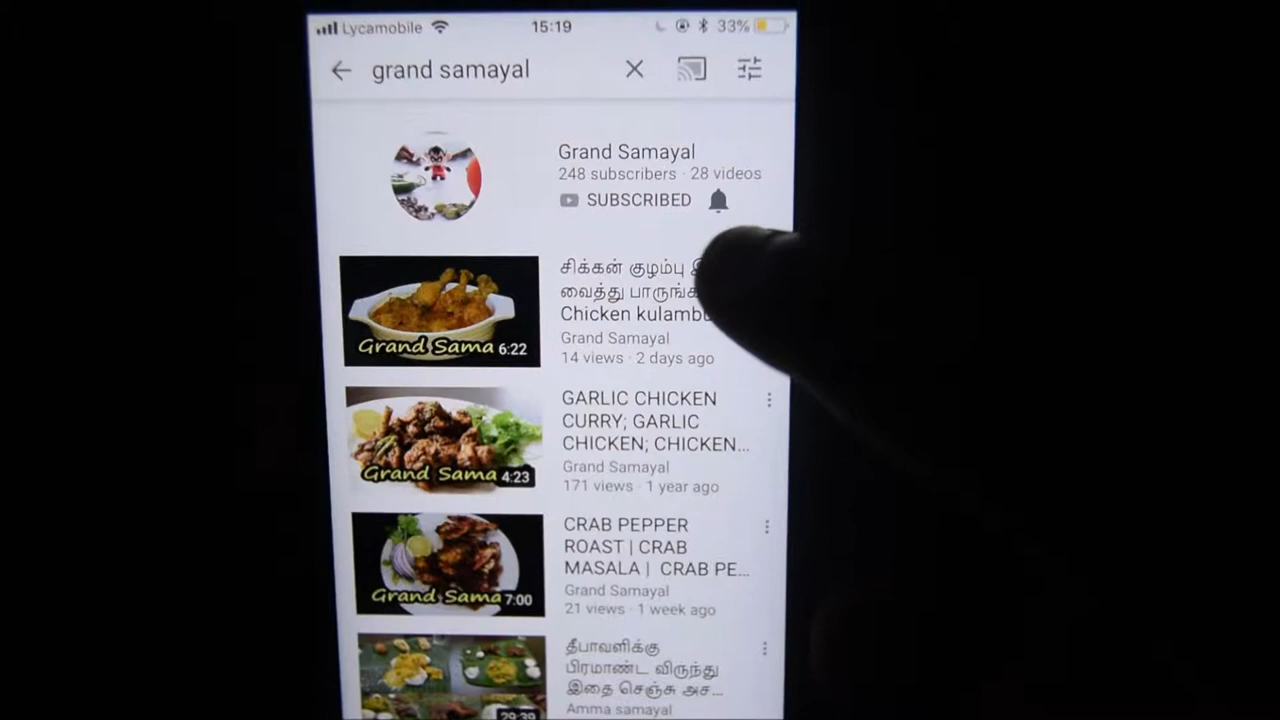 Lycamobile 15:19 33%
grand samayal
Grand Samayal
248 subscribers · 28 videos
SUBSCRIBED
சிக்கன் குழம்பு
வைத்து
Chicken kulambu
Grand Samayal
14 views · 2 days ago
Grand Sama 6:22
GARLIC CHICKEN
CURRY; GARLIC
CHICKEN; CHICKEN...
Grand Samayal
171 views · 1 year ago
Grand Sama 4:23
CRAB PEPPER
ROAST | CRAB
MASALA | CRAB PE...
Grand Samayal
21 views · 1 week ago
Grand Sama 7:00
தீபாவளிக்கு
பிரமாண்ட விருந்து
இதை செஞ்சு அச...
Amma samayal
29:39